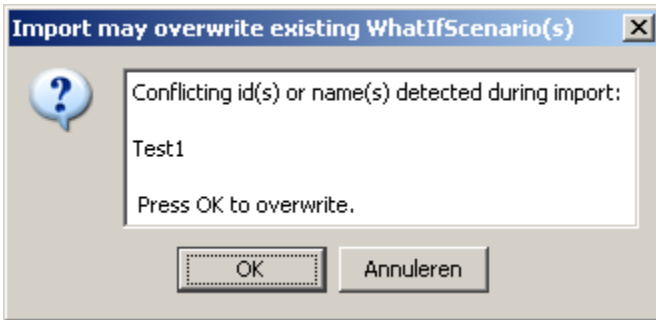 Import may overwrite existing WhatIfScenario(s)
Conflicting id(s) or name(s) detected during import:
Test1
Press OK to overwrite.
OK
Annuleren